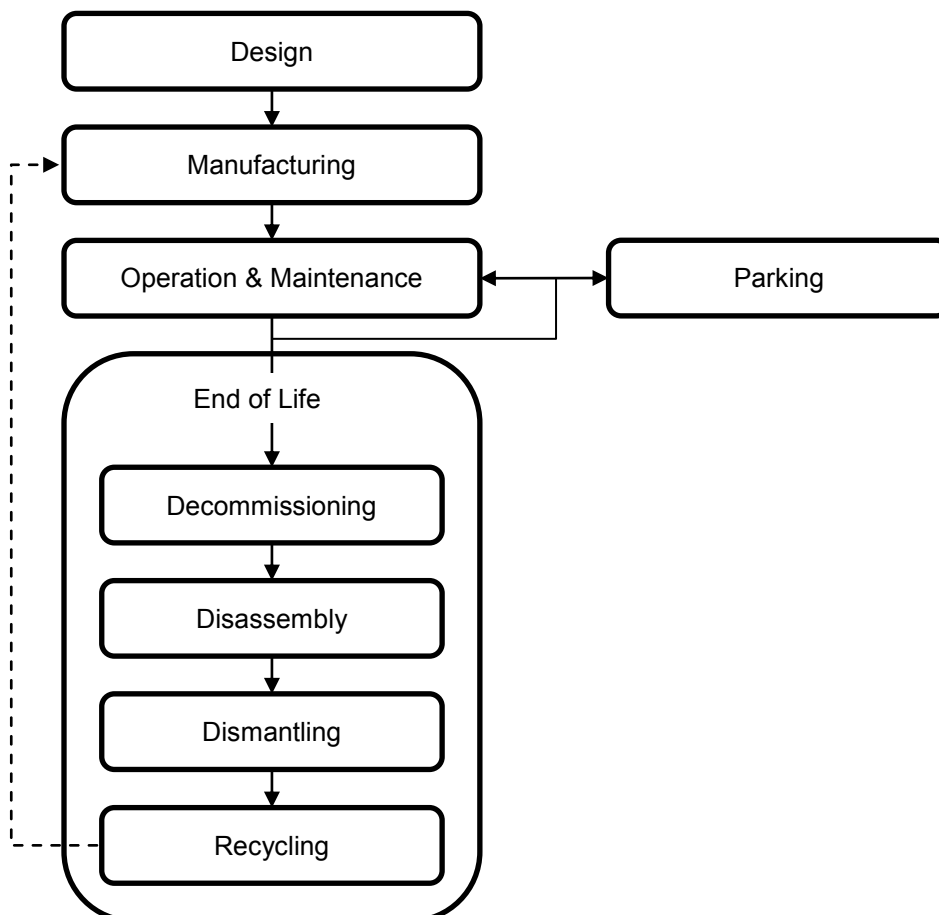 Design
Manufacturing
Operation & Maintenance
Parking
End of Life
Decommissioning
Disassembly
Dismantling
Recycling